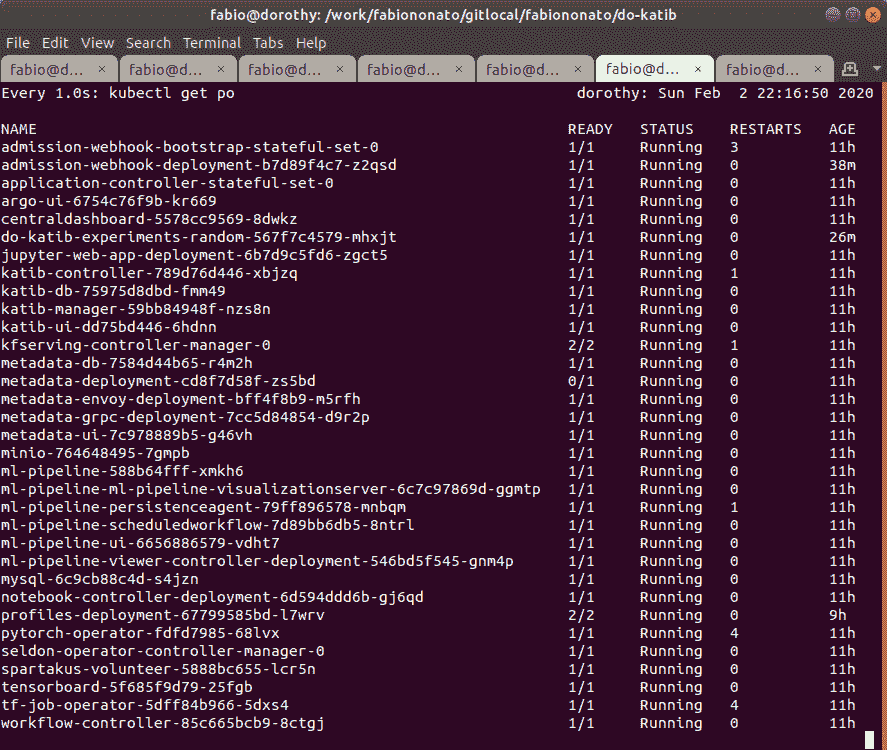 fabio@dorothy: /work/fabiononato/gitlocal/fabiononato/do-katib
File Edit View Search Terminal Tabs Help
fabio@d... × fabio@d... × fabio@d... × fabio@d... × fabio@d... × fabio@d... × fabio@d... ×
Every 1.0s: kubectl get po dorothy: Sun Feb 2 22:16:50 2020
NAME READY STATUS RESTARTS AGE
admission-webhook-bootstrap-stateful-set-0 1/1 Running 3 11h
admission-webhook-deployment-b7d89f4c7-z2qsd 1/1 Running 0 38m
application-controller-stateful-set-0 1/1 Running 0 11h
argo-ui-6754c76f9b-kr669 1/1 Running 0 11h
centraldashboard-5578cc9569-8dwkz 1/1 Running 0 11h
do-katib-experiments-random-567f7c4579-mhxjt 1/1 Running 0 26m
jupyter-web-app-deployment-6b7d9c5fd6-zgct5 1/1 Running 0 11h
katib-controller-789d76d446-xbjzq 1/1 Running 1 11h
katib-db-75975d8dbd-fmm49 1/1 Running 0 11h
katib-manager-59bb84948f-nzs8n 1/1 Running 0 11h
katib-ui-dd75bd446-6hdnn 1/1 Running 0 11h
kfserving-controller-manager-0 2/2 Running 1 11h
metadata-db-7584d44b65-r4m2h 1/1 Running 0 11h
metadata-deployment-cd8f7d58f-zs5bd 0/1 Running 0 11h
metadata-envoy-deployment-bff4f8b9-m5rfh 1/1 Running 0 11h
metadata-grpc-deployment-7cc5d84854-d9r2p 1/1 Running 0 11h
metadata-ui-7c978889b5-g46vh 1/1 Running 0 11h
minio-764648495-7gmpb 1/1 Running 0 11h
ml-pipeline-588b64fff-xmkh6 1/1 Running 0 11h
ml-pipeline-ml-pipeline-visualizationserver-6c7c97869d-ggmtp 1/1 Running 0 11h
ml-pipeline-persistenceagent-79ff896578-mnbqm 1/1 Running 1 11h
ml-pipeline-scheduledworkflow-7d89bb6db5-8ntrl 1/1 Running 0 11h
ml-pipeline-ui-6656886579-vdht7 1/1 Running 0 11h
ml-pipeline-viewer-controller-deployment-546bd5f545-gnm4p 1/1 Running 0 11h
mysql-6c9cb88c4d-s4jzn 1/1 Running 0 11h
notebook-controller-deployment-6d594ddd6b-gj6qd 1/1 Running 0 11h
profiles-deployment-67799585bd-l7wrv 2/2 Running 0 9h
pytorch-operator-fdfd7985-68lvx 1/1 Running 4 11h
seldon-operator-controller-manager-0 1/1 Running 0 11h
spartakus-volunteer-5888bc655-lcr5n 1/1 Running 0 11h
tensorboard-5f685f9d79-25fgb 1/1 Running 0 11h
tf-job-operator-5dff84b966-5dxs4 1/1 Running 4 11h
workflow-controller-85c665bcb9-8ctgj 1/1 Running 0 11h